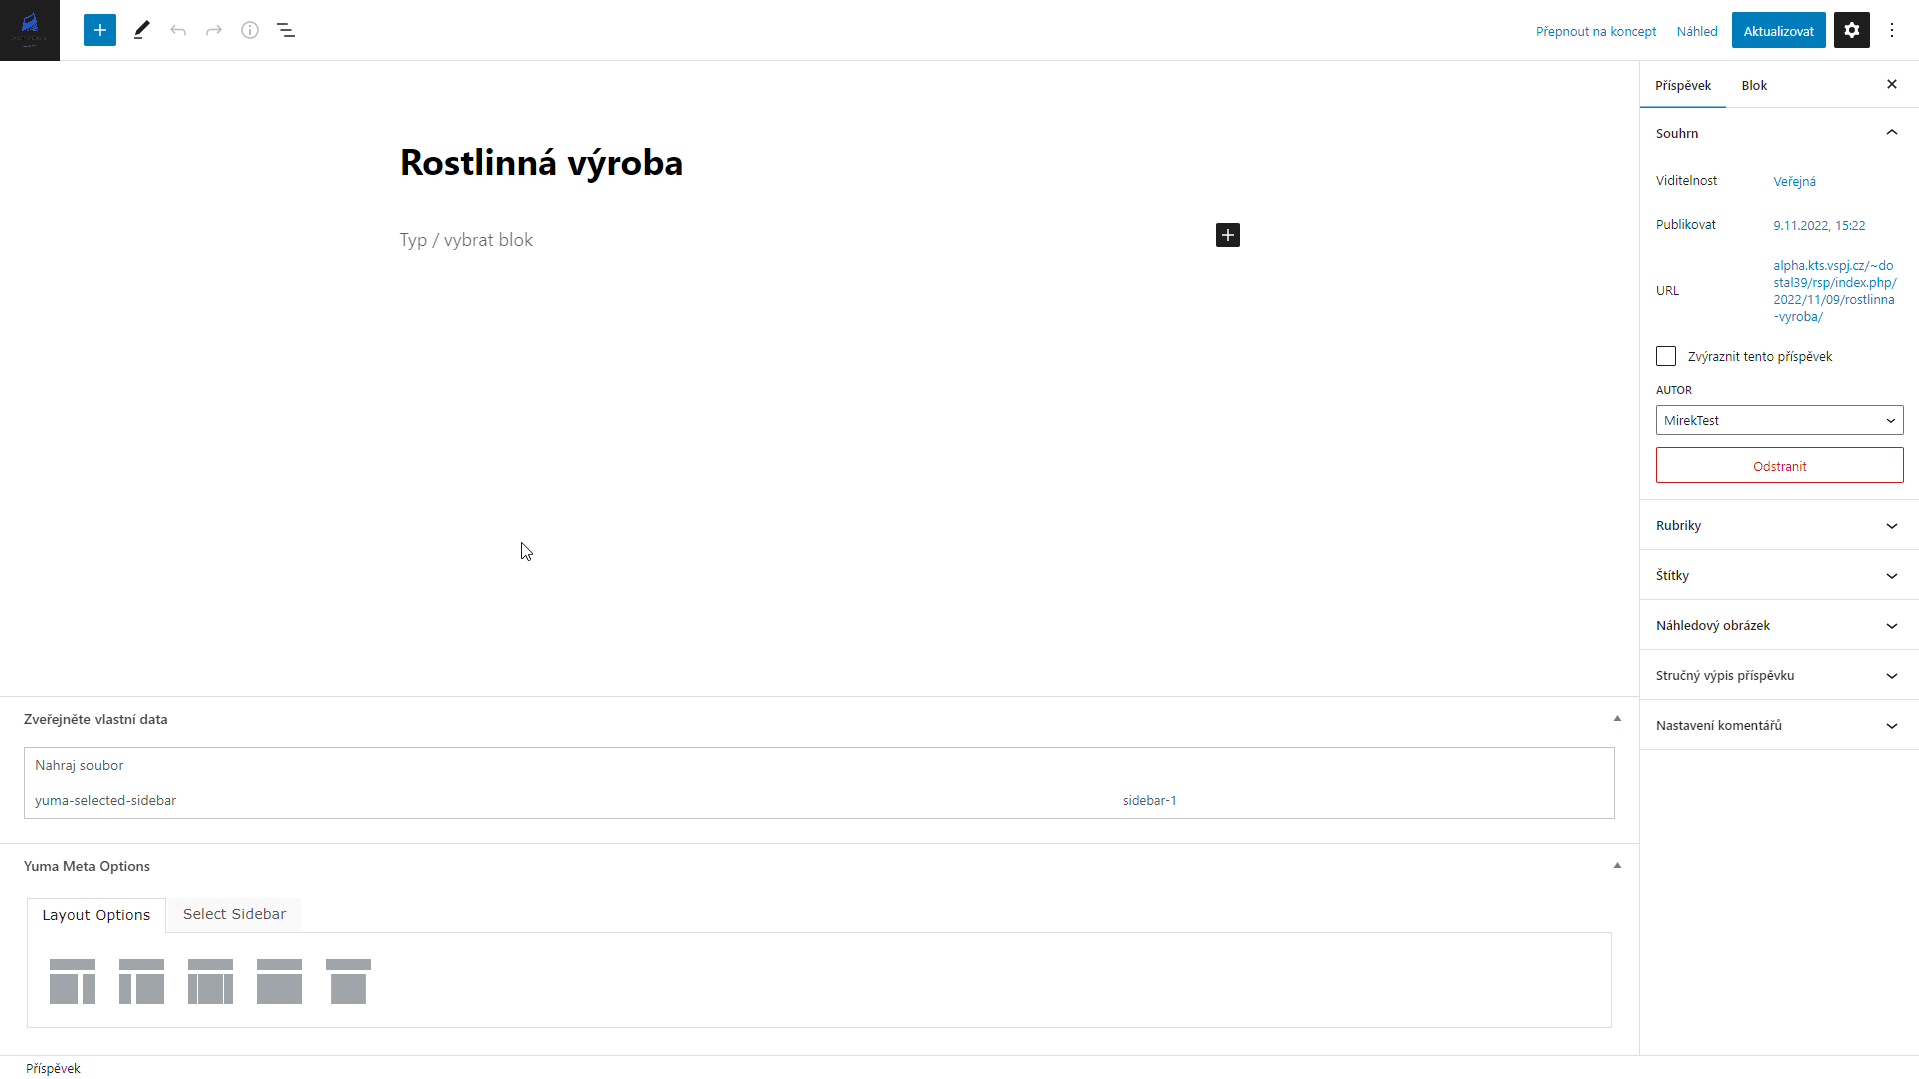 Přepnout na koncept
Náhled
Aktualizovat
Rostlinná výroba
Typ / vybrat blok
Příspěvek
Blok
Souhrn
Viditelnost
Veřejná
Publikovat
9.11.2022, 15:22
URL
alpha.kts.vspj.cz/~do
stal39/rsp/index.php/
2022/11/09/rostlinna
-vyroba/
Zvýraznit tento příspěvek
AUTOR
MirekTest
Odstranit
Rubriky
Štítky
Náhledový obrázek
Stručný výpis příspěvku
Nastavení komentářů
Zveřejněte vlastní data
Nahraj soubor
yuma-selected-sidebar
sidebar-1
Yuma Meta Options
Layout Options
Select Sidebar
Příspěvek